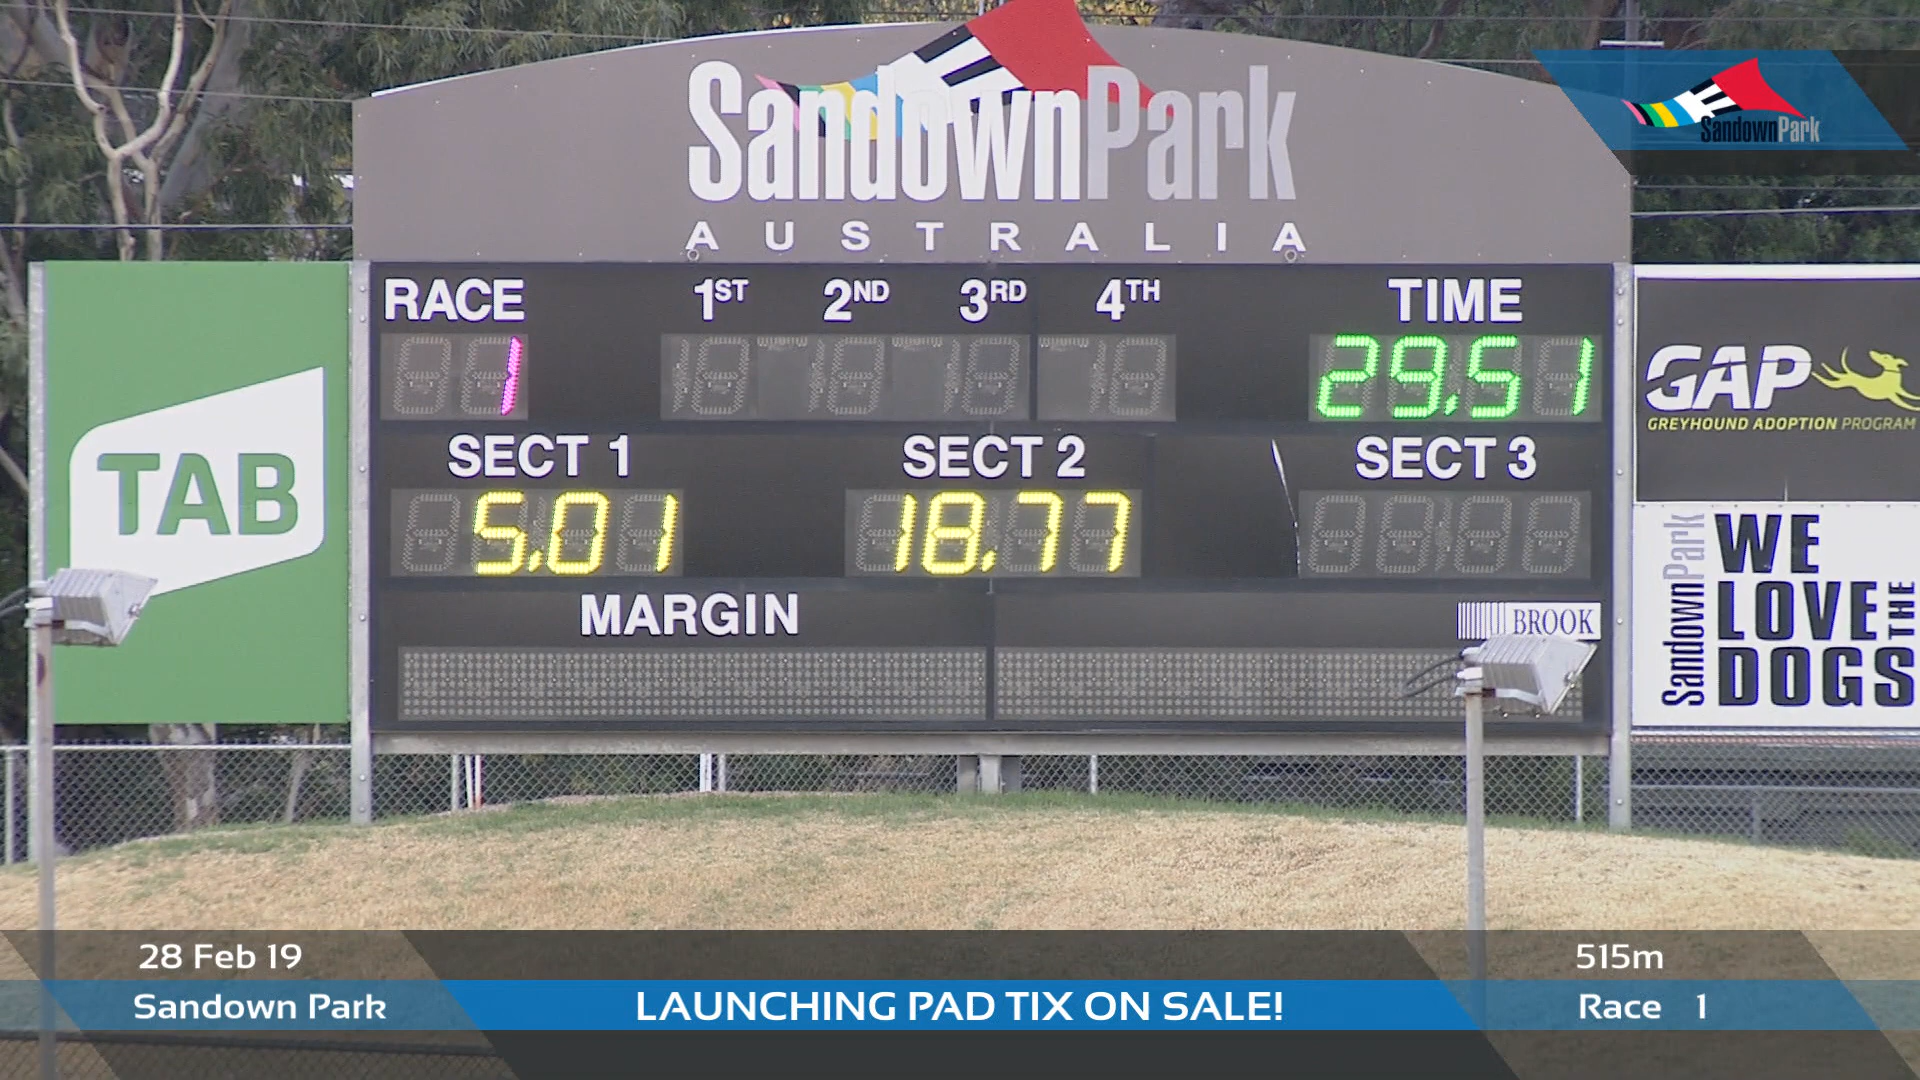 SandownPark
AUSTRALIA
SandownPark
RACE 1ST 2ND 3RD 4TH TIME
1 29.51
SECT 1 SECT 2 SECT 3
5.01 18.77
MARGIN
BROOK
TAB
GAP
GREYHOUND ADOPTION PROGRAM
SandownPark
WE
LOVE THE
DOGS
28 Feb 19
Sandown Park
LAUNCHING PAD TIX ON SALE!
515m
Race 1